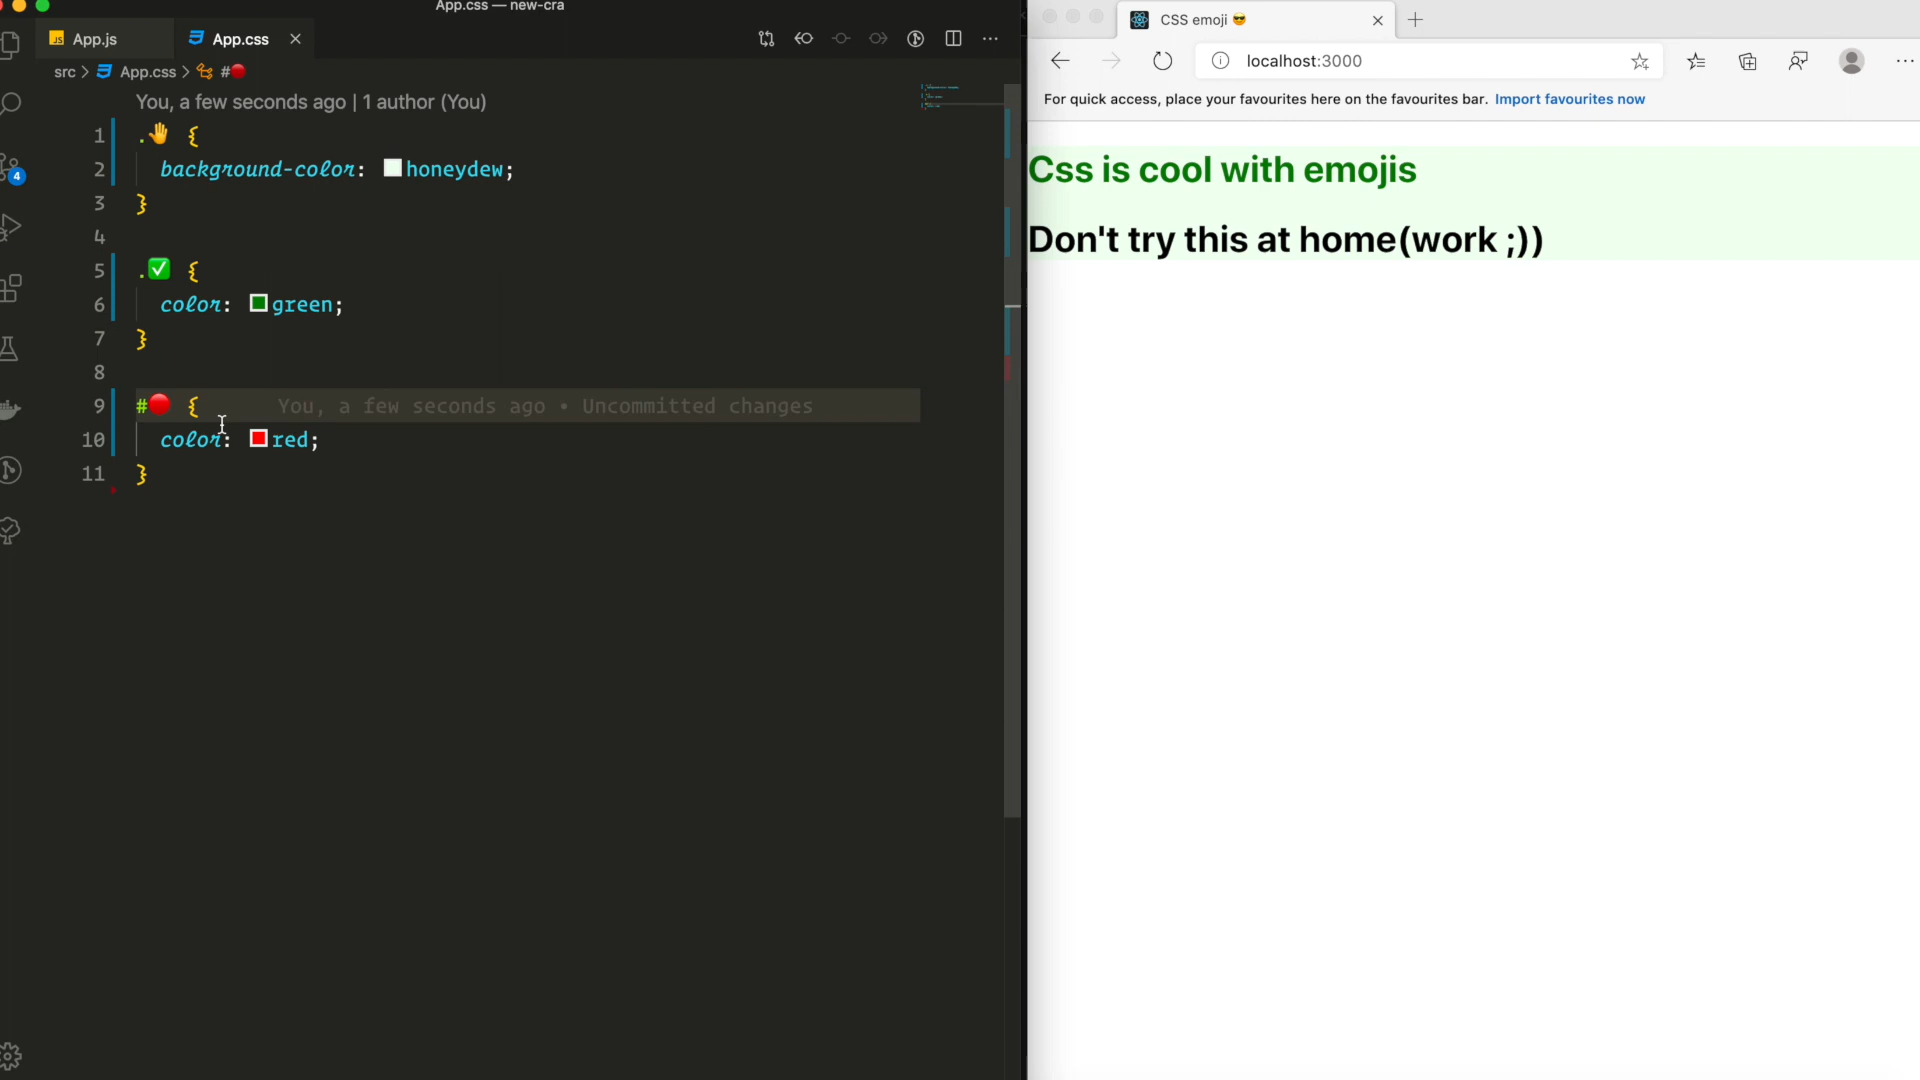 App.css — new-cra
JS App.js
App.css
src > App.css > #🔴
4
You, a few seconds ago | 1 author (You)
1 .🤚 {
2 background-color: honeydew;
3 }
4
5 .✅ {
6 color: green;
7 }
8
9 #🔴 { You, a few seconds ago • Uncommitted changes
10 color: red;
11 }
CSS emoji 😎
localhost:3000
For quick access, place your favourites here on the favourites bar. Import favourites now
Css is cool with emojis
Don't try this at home(work ;))